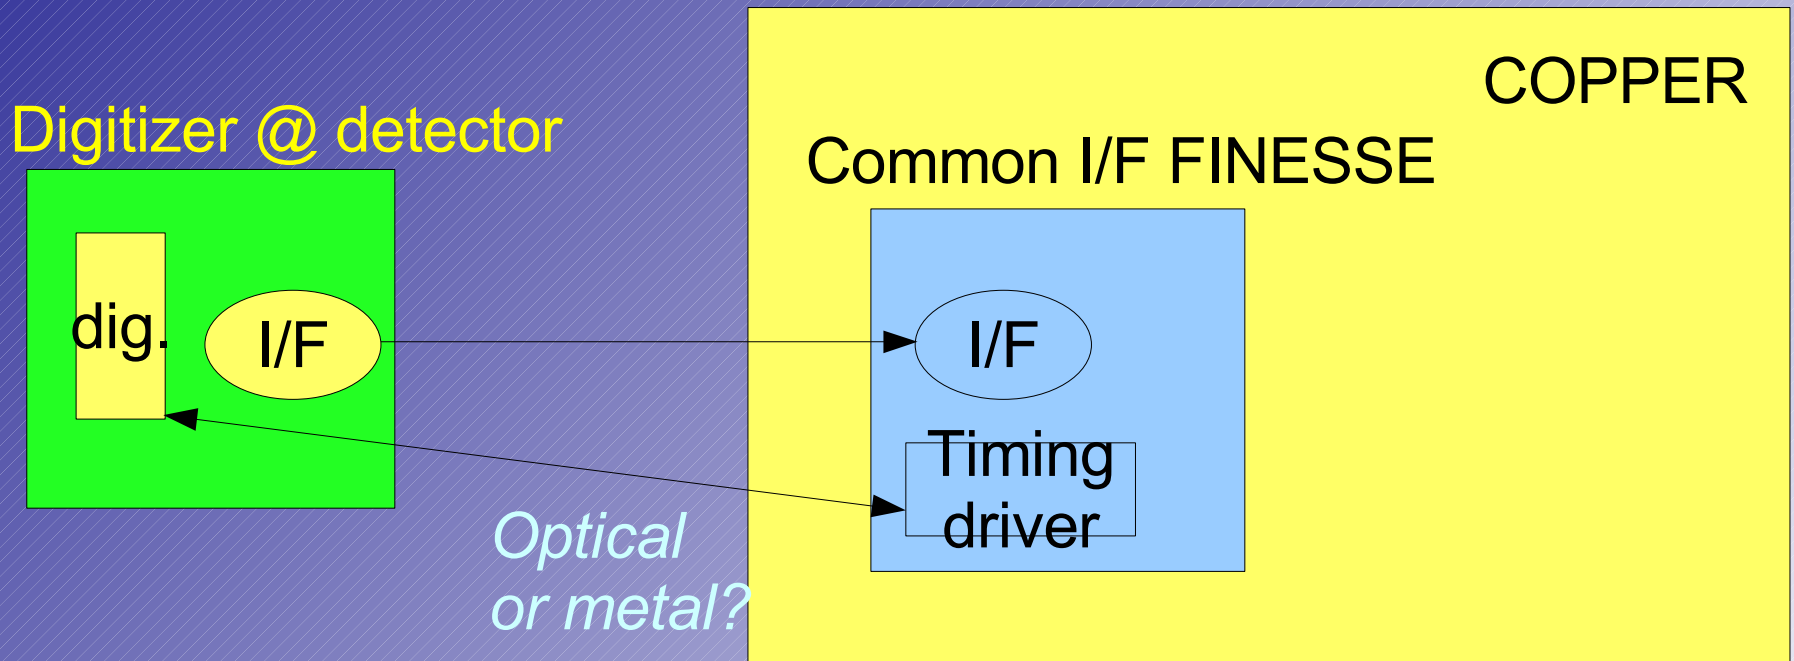 COPPER
Digitizer @ detector
Common I/F FINESSE
dig.
I/F
I/F
Timing
driver
Optical
or metal?